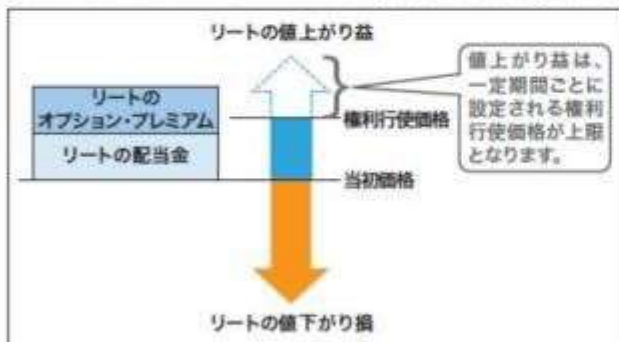 リートの値上がり益
値上がり益は、
一定期間ごとに
設定される権利
行使価格が上限
となります。
リートの
オプション・プレミアム
権利行使価格
リートの配当金
当初価格
リートの値下がり損